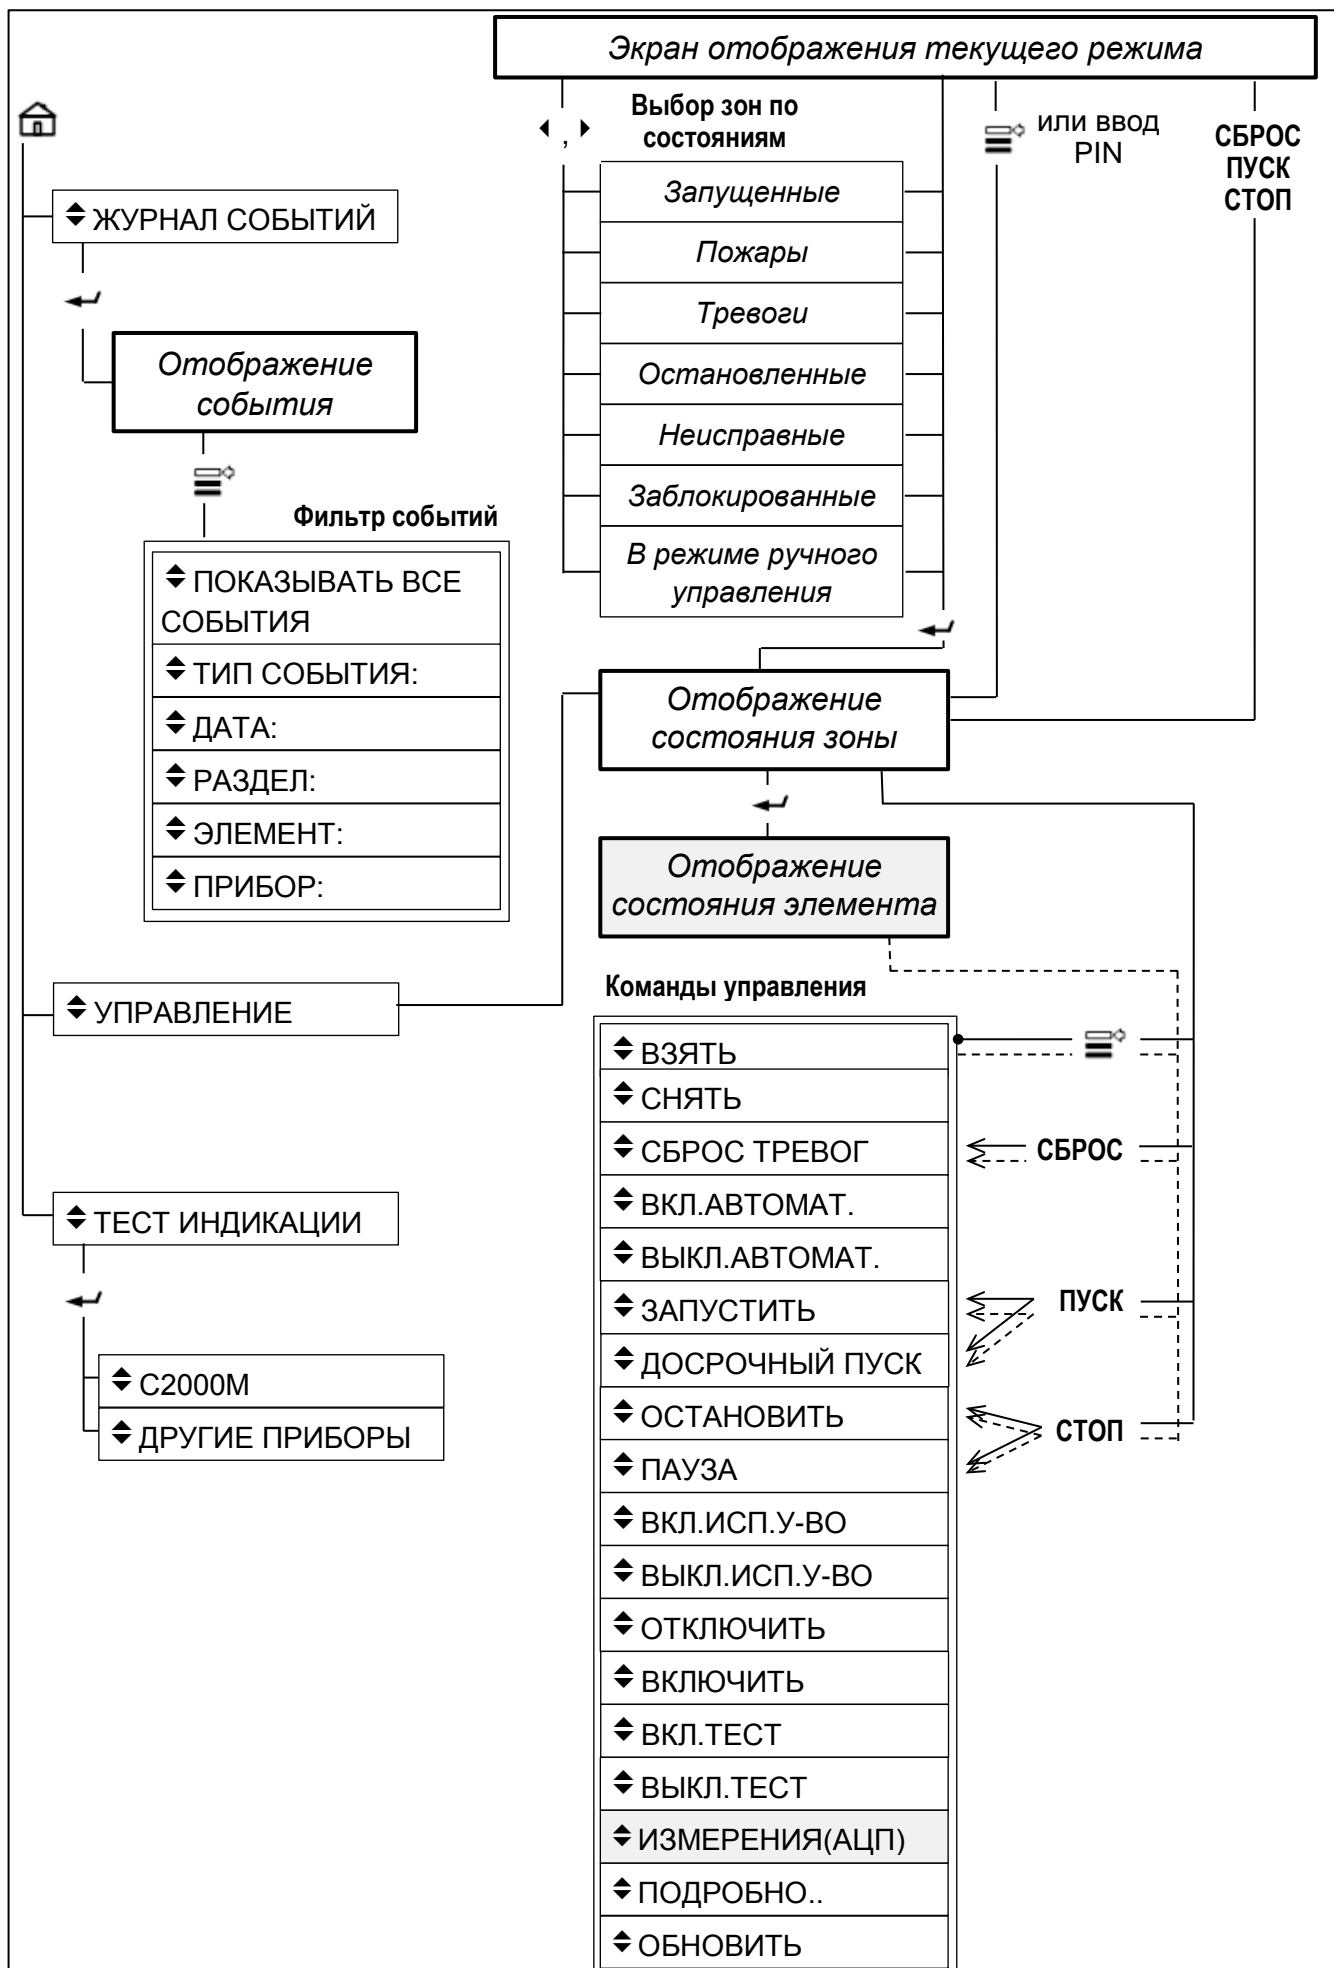 Экран отображения текущего режима
Выбор зон по
состояниям
,
или ввод
PIN
СБРОС
ПУСК
СТОП
Запущенные
Пожары
Тревоги
Остановленные
Неисправные
Заблокированные
В режиме ручного
управления
ЖУРНАЛ СОБЫТИЙ
Отображение
события
Фильтр событий
ПОКАЗЫВАТЬ ВСЕ
СОБЫТИЯ
ТИП СОБЫТИЯ:
ДАТА:
РАЗДЕЛ:
ЭЛЕМЕНТ:
ПРИБОР:
Отображение
состояния зоны
Отображение
состояния элемента
УПРАВЛЕНИЕ
Команды управления
ВЗЯТЬ
СНЯТЬ
СБРОС ТРЕВОГ
СБРОС
ВКЛ.АВТОМАТ.
ВЫКЛ.АВТОМАТ.
ЗАПУСТИТЬ
ПУСК
ДОСРОЧНЫЙ ПУСК
ОСТАНОВИТЬ
СТОП
ПАУЗА
ВКЛ.ИСП.У-ВО
ВЫКЛ.ИСП.У-ВО
ОТКЛЮЧИТЬ
ВКЛЮЧИТЬ
ВКЛ.ТЕСТ
ВЫКЛ.ТЕСТ
ИЗМЕРЕНИЯ(АЦП)
ПОДРОБНО..
ОБНОВИТЬ
ТЕСТ ИНДИКАЦИИ
С2000М
ДРУГИЕ ПРИБОРЫ